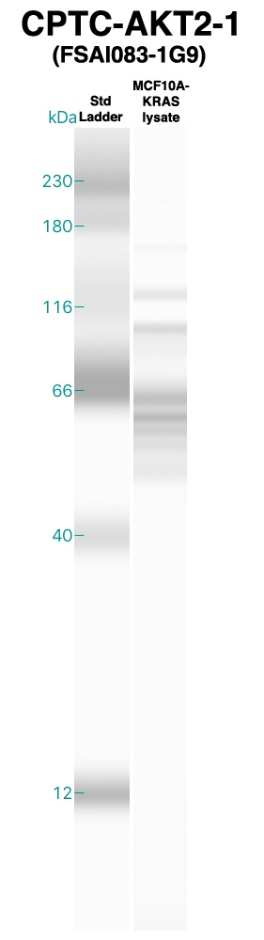 CPTC-AKT2-1
(FSAI083-1G9)
MCF10A-
KRAS
lysate
Std
Ladder
kDa
230
180
116
66
40
12